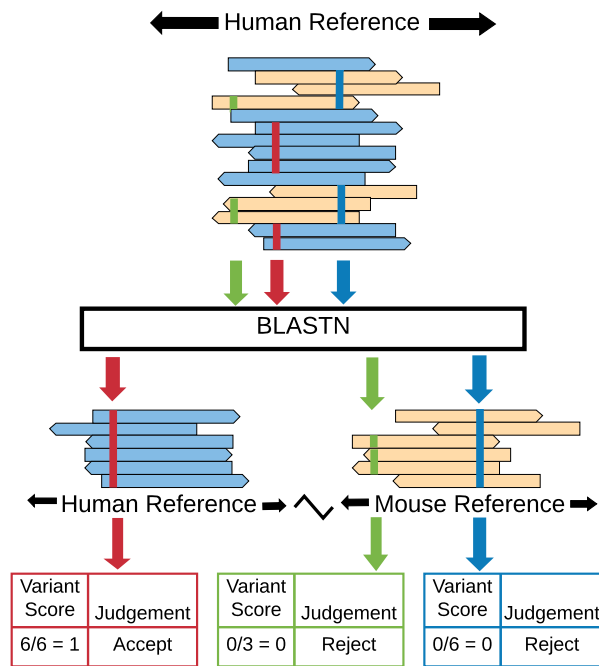 Human Reference
BLASTN
Human Reference
Mouse Reference
Variant Score
Judgement
6/6 = 1
Accept
Variant Score
Judgement
0/3 = 0
Reject
Variant Score
Judgement
0/6 = 0
Reject